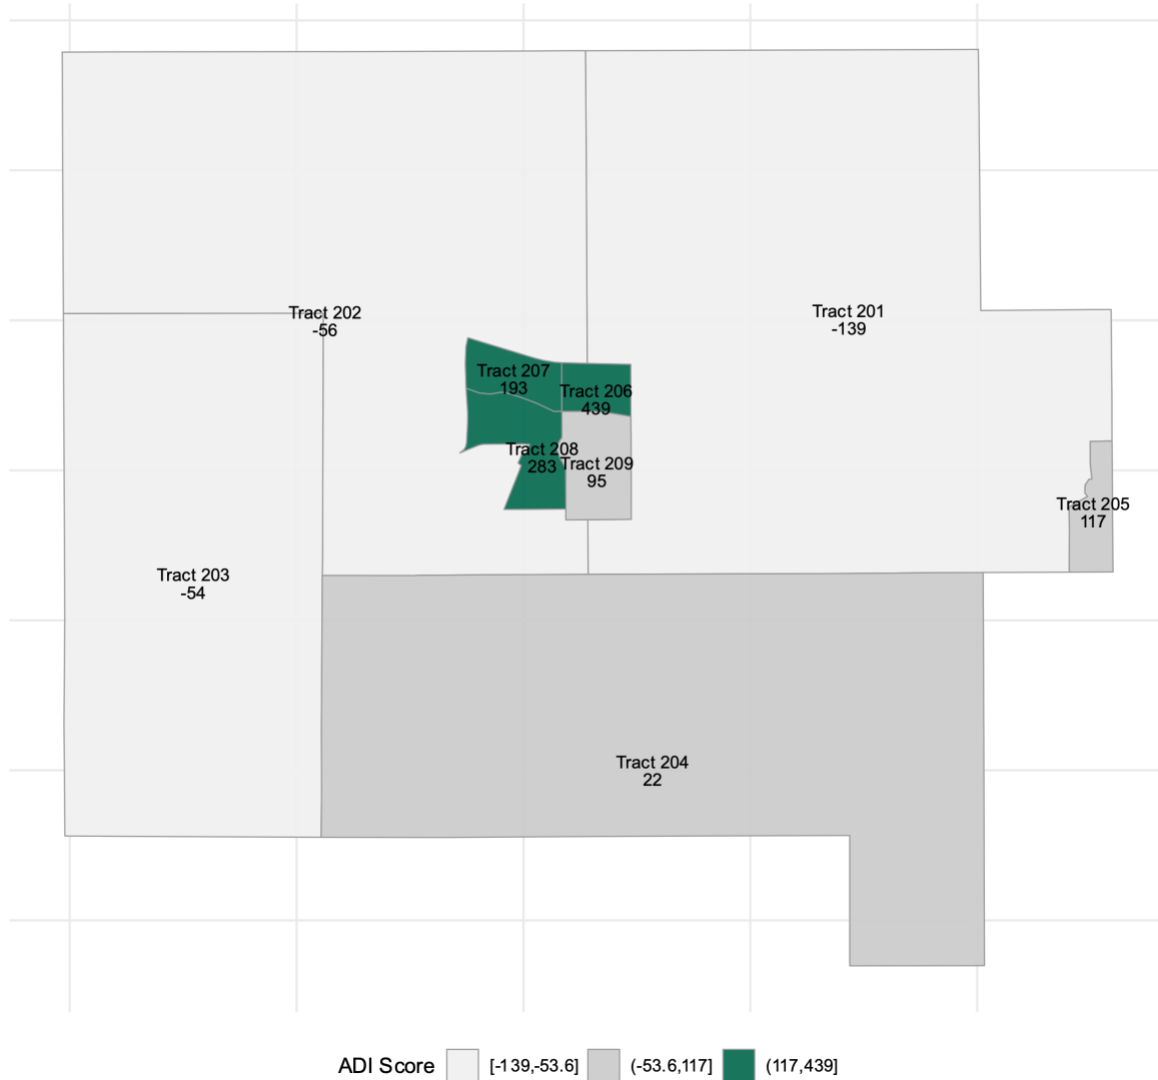 Tract 202
-56
Tract 201
-139
Tract 207
193
Tract 206
439
Tract 208
283
Tract 209
95
Tract 205
117
Tract 203
-54
Tract 204
22
ADI Score [-139,-53.6] (-53.6,117] (117,439]